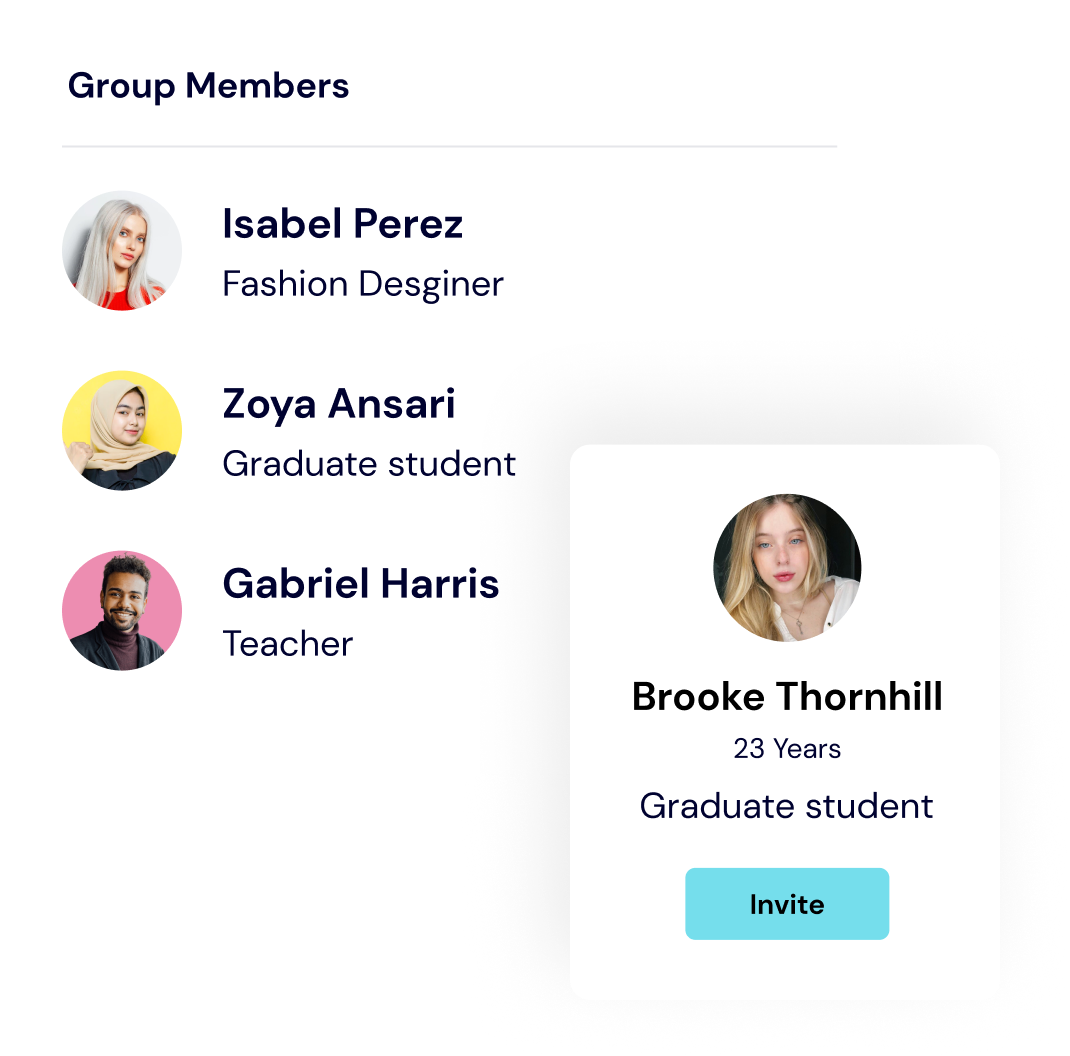 Group Members
Isabel Perez
Fashion Desginer
Zoya Ansari
Graduate student
Gabriel Harris
Teacher
Brooke Thornhill
23 Years
Graduate student
Invite